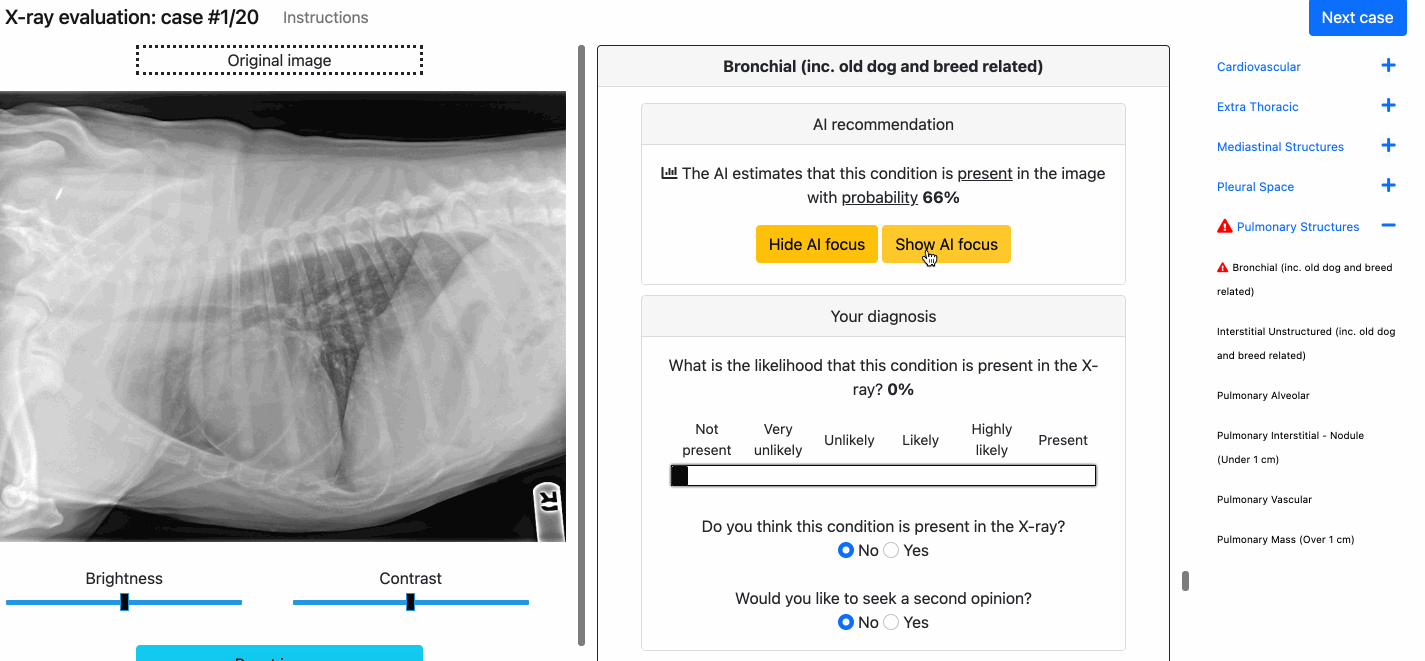 X-ray evaluation: case #1/20
Instructions
Next case
Original image
Brightness
Contrast
Bronchial (inc. old dog and breed related)
AI recommendation
The AI estimates that this condition is present in the image
with probability 66%
Hide AI focus
Show AI focus
Your diagnosis
What is the likelihood that this condition is present in the X-
ray? 0%
Not
present
Very
unlikely
Unlikely
Likely
Highly
likely
Present
Do you think this condition is present in the X-ray?
No
Yes
Would you like to seek a second opinion?
No
Yes
Cardiovascular
Extra Thoracic
Mediastinal Structures
Pleural Space
Pulmonary Structures
Bronchial (inc. old dog and breed
related)
Interstitial Unstructured (inc. old dog
and breed related)
Pulmonary Alveolar
Pulmonary Interstitial - Nodule
(Under 1 cm)
Pulmonary Vascular
Pulmonary Mass (Over 1 cm)